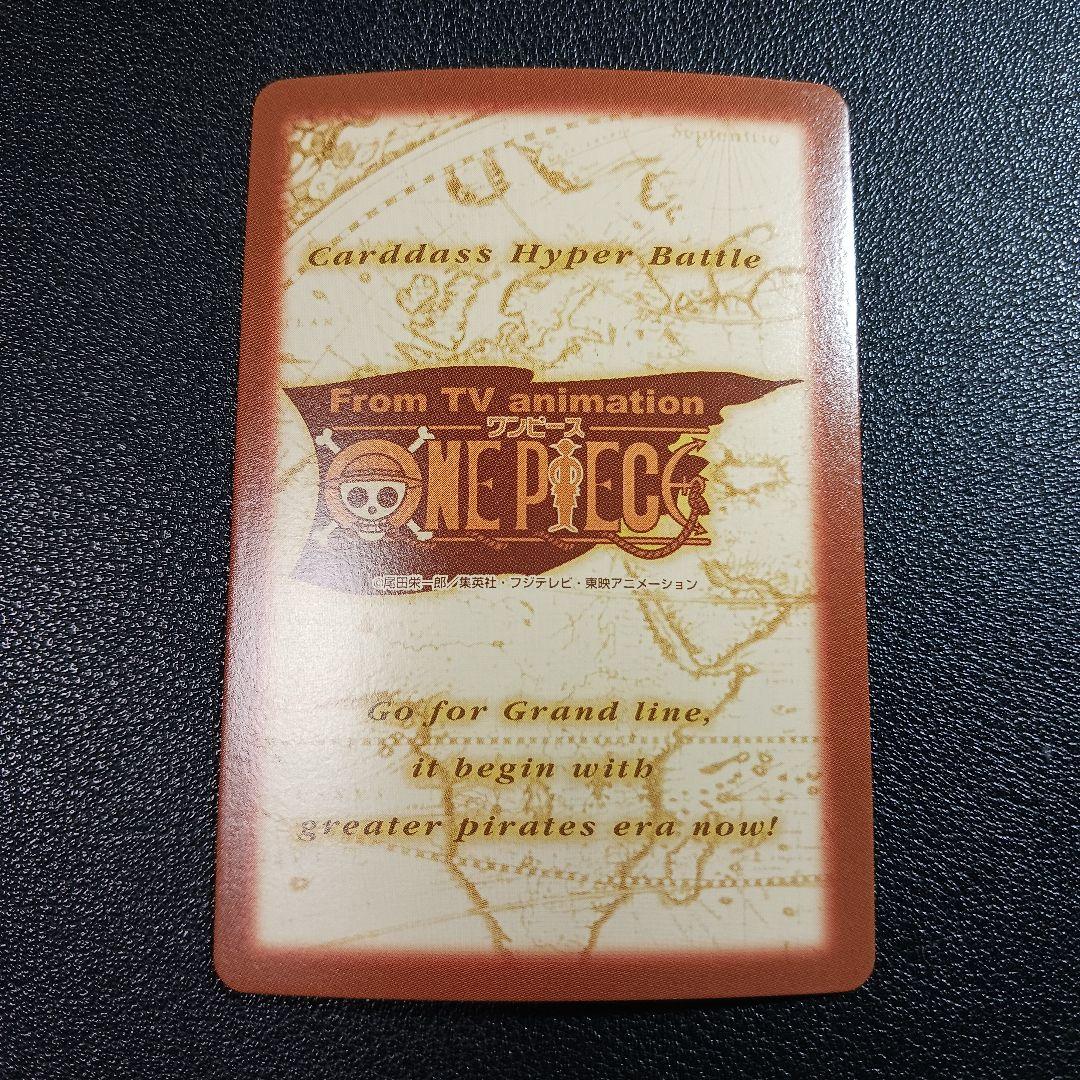 Septentrio
Carddass Hyper Battle
From TV animation
ワンピース
ONE PIECE
©尾田栄一郎／集英社・フジテレビ・東映アニメーション
Go for Grand line,
it begin with
greater pirates era now!